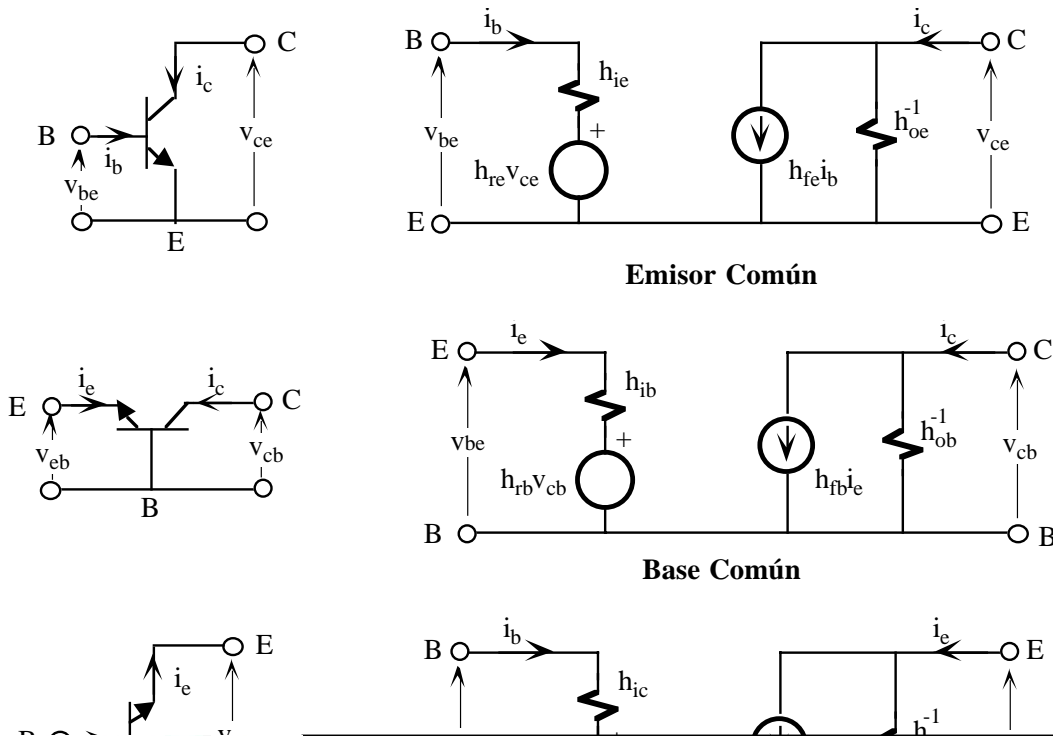 C
i_c
B
i_b
v_be
v_ce
E
B
i_b
h_ie
v_be
+
h_re v_ce
E
i_c
C
h_fe i_b
h_oe^-1
v_ce
E
Emisor Común
E
i_e
i_c
C
v_eb
v_cb
B
E
i_e
h_ib
vbe
+
h_rb v_cb
B
i_c
C
h_fb i_e
h_ob^-1
v_cb
B
Base Común
E
i_e
B
i_b
h_ic
i_e
E